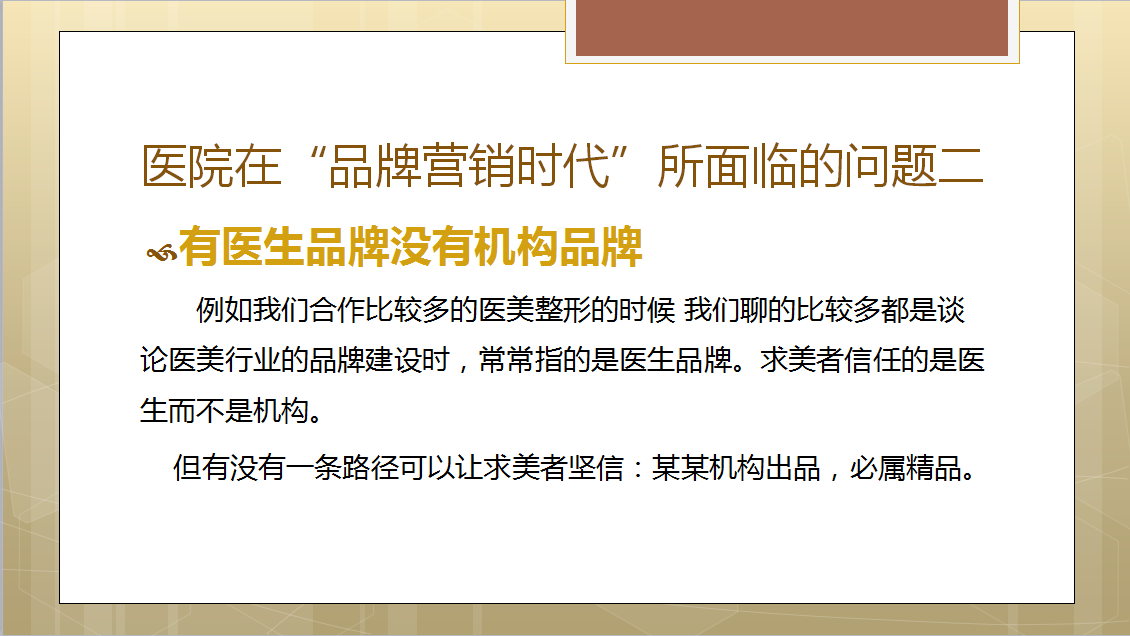 医院在“品牌营销时代”所面临的问题二
有医生品牌没有机构品牌
例如我们合作比较多的医美整形的时候 我们聊的比较多都是谈
论医美行业的品牌建设时，常常指的是医生品牌。求美者信任的是医
生而不是机构。
但有没有一条路径可以让求美者坚信：某某机构出品，必属精品。